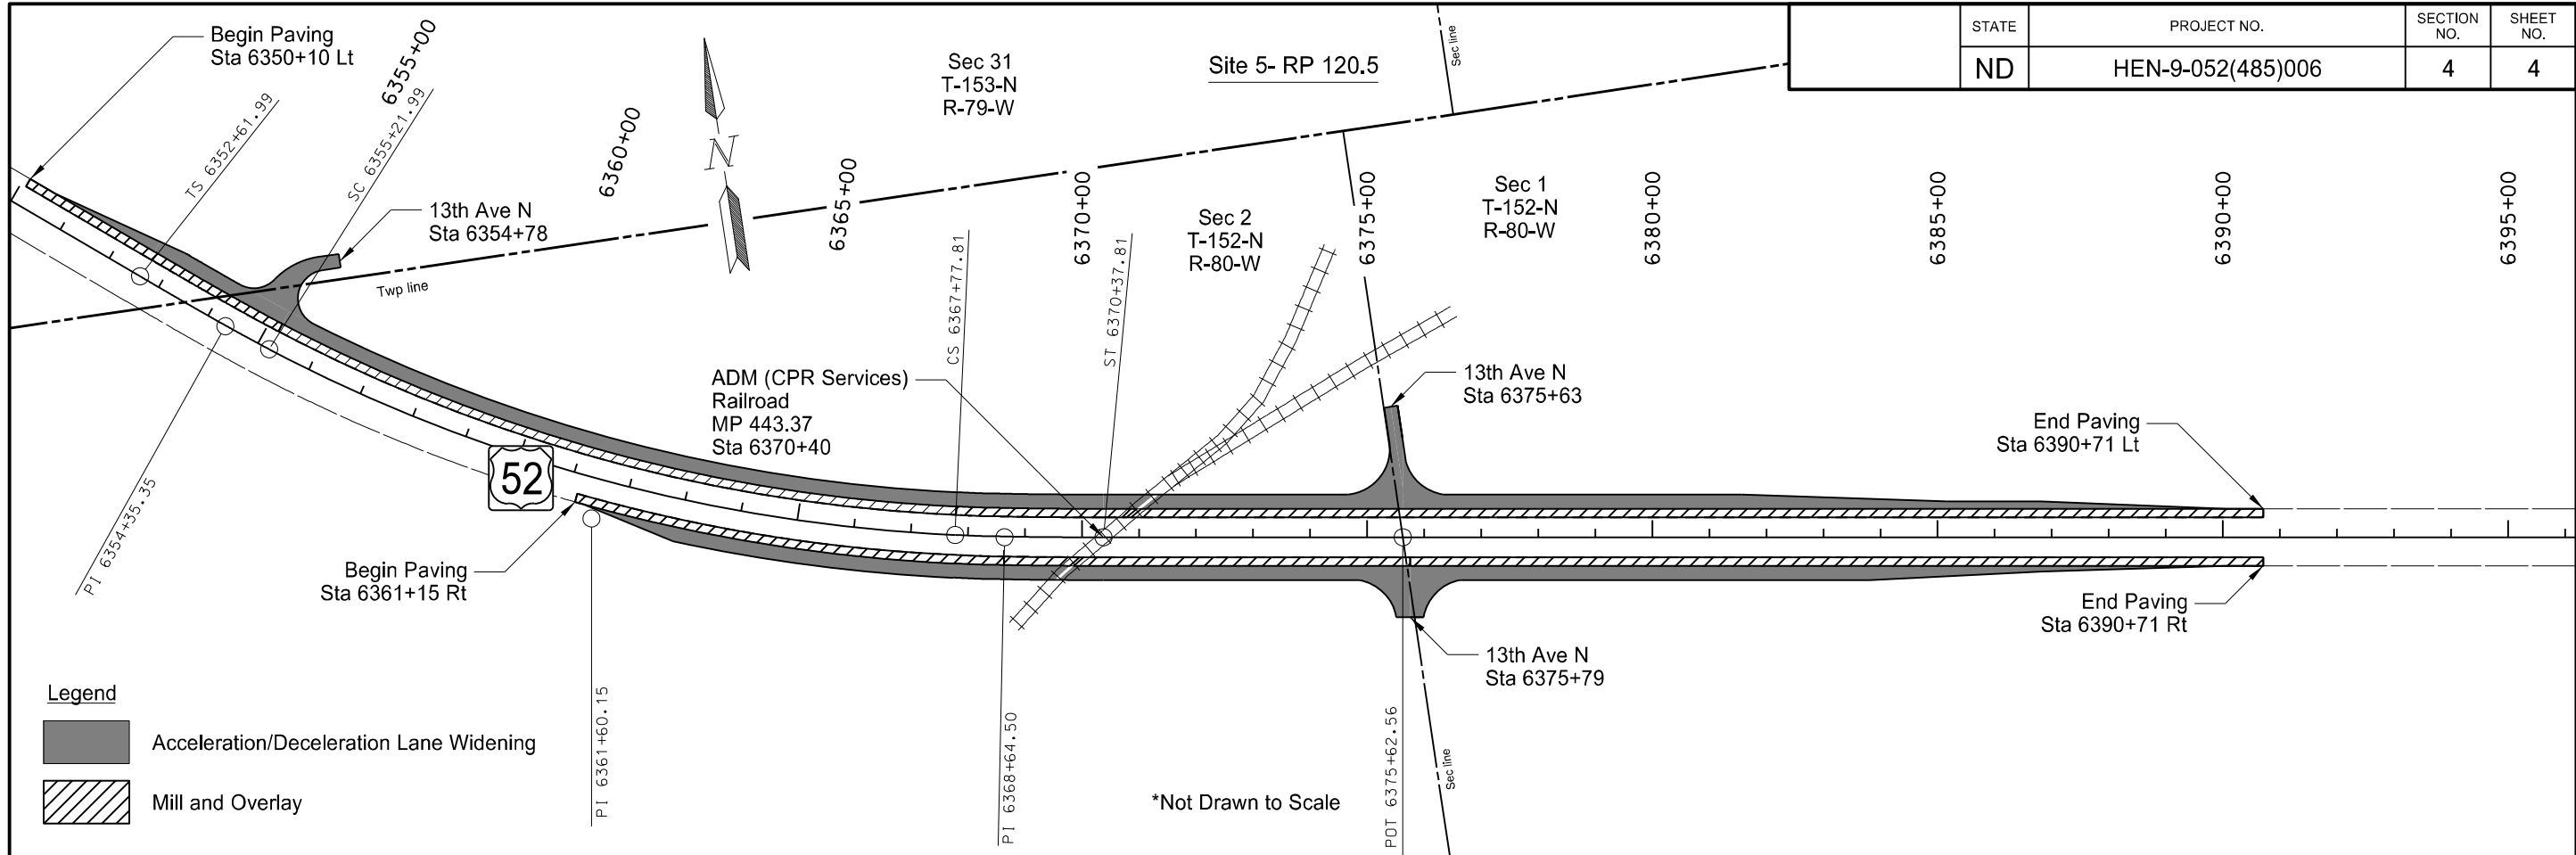 Begin Paving
Sta 6350+10 Lt
6355+00
TS 6352+61.99
SC 6355+21.99
13th Ave N
Sta 6354+78
6360+00
Twp line
N
Sec 31
T-153-N
R-79-W
Site 5- RP 120.5
Sec line
STATE
PROJECT NO.
SECTION
NO.
SHEET
NO.
ND
HEN-9-052(485)006
4
4
6365+00
CS 6367+77.81
6370+00
ST 6370+37.81
Sec 2
T-152-N
R-80-W
6375+00
Sec 1
T-152-N
R-80-W
6380+00
6385+00
6390+00
6395+00
ADM (CPR Services)
Railroad
MP 443.37
Sta 6370+40
13th Ave N
Sta 6375+63
End Paving
Sta 6390+71 Lt
52
PI 6354+35.35
Begin Paving
Sta 6361+15 Rt
PI 6361+60.15
PI 6368+64.50
POT 6375+62.56
13th Ave N
Sta 6375+79
Sec line
End Paving
Sta 6390+71 Rt
Legend
Acceleration/Deceleration Lane Widening
Mill and Overlay
*Not Drawn to Scale